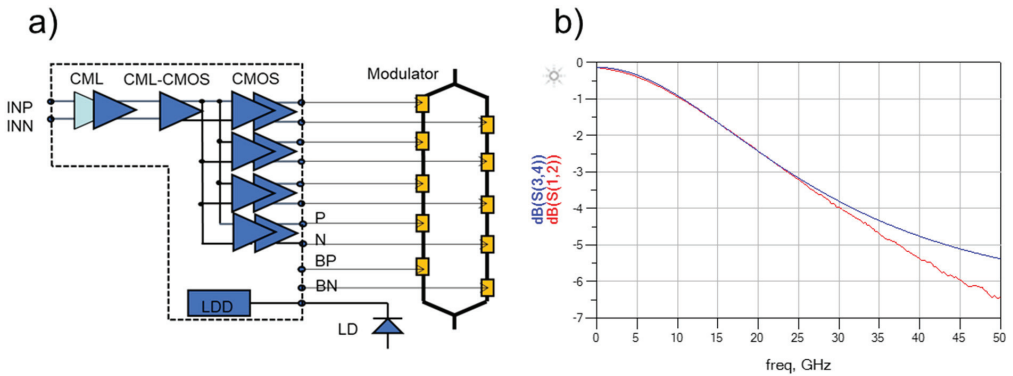 a)
CML
CML-CMOS
CMOS
Modulator
INP
INN
P
N
BP
BN
LDD
LD
b)
dB(S(3,4))
dB(S(1,2))
0
-1
-2
-3
-4
-5
-6
-7
0 5 10 15 20 25 30 35 40 45 50
freq, GHz